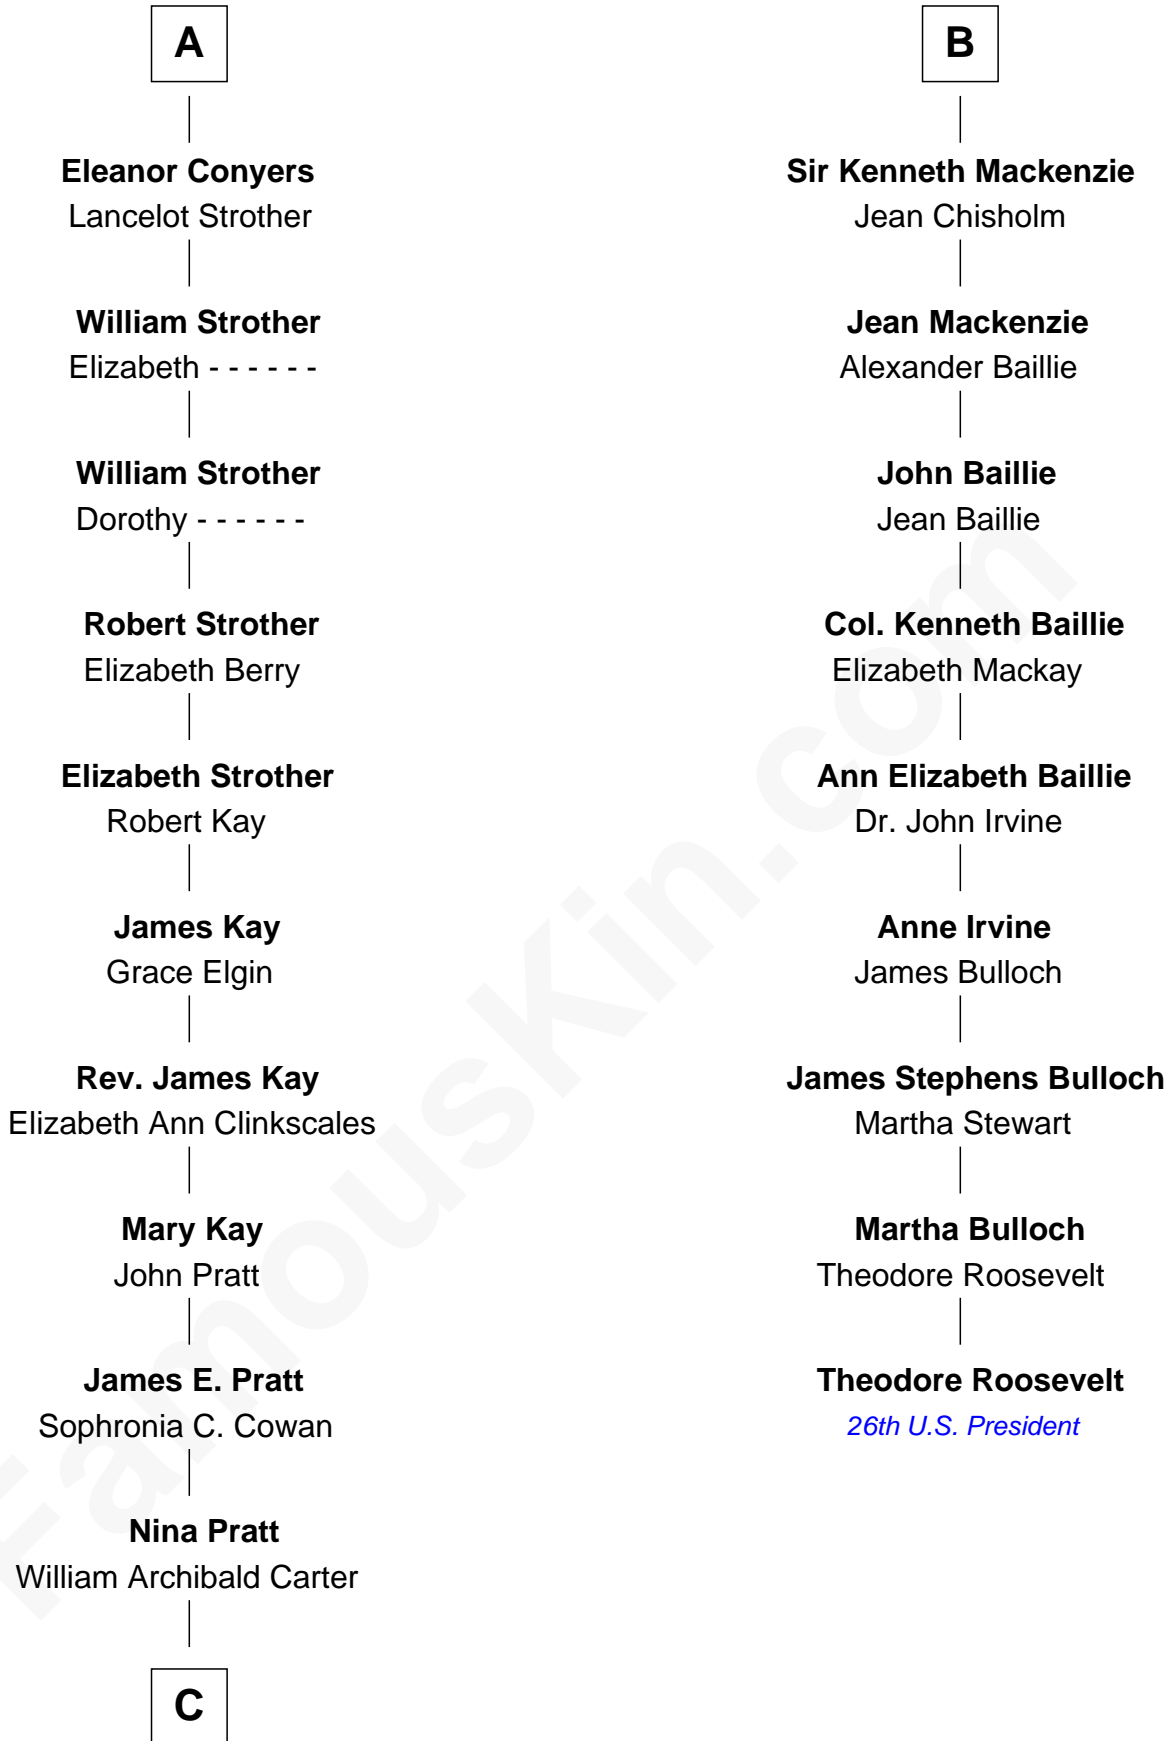 A
Eleanor Conyers
Lancelot Strother
William Strother
Elizabeth - - - - - -
William Strother
Dorothy - - - - - -
Robert Strother
Elizabeth Berry
Elizabeth Strother
Robert Kay
James Kay
Grace Elgin
Rev. James Kay
Elizabeth Ann Clinkscales
Mary Kay
John Pratt
James E. Pratt
Sophronia C. Cowan
Nina Pratt
William Archibald Carter
C
B
Sir Kenneth Mackenzie
Jean Chisholm
Jean Mackenzie
Alexander Baillie
John Baillie
Jean Baillie
Col. Kenneth Baillie
Elizabeth Mackay
Ann Elizabeth Baillie
Dr. John Irvine
Anne Irvine
James Bulloch
James Stephens Bulloch
Martha Stewart
Martha Bulloch
Theodore Roosevelt
Theodore Roosevelt
26th U.S. President
FamousKin.com